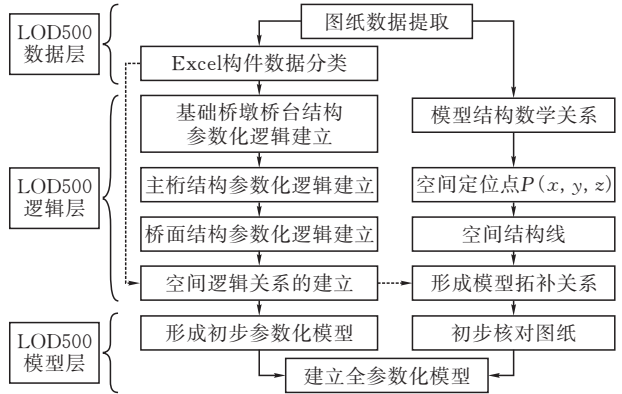 LOD500
数据层
图纸数据提取
Excel构件数据分类
LOD500
逻辑层
基础桥墩桥台结构
参数化逻辑建立
模型结构数学关系
主桁结构参数化逻辑建立
空间定位点P(x, y, z)
桥面结构参数化逻辑建立
空间结构线
空间逻辑关系的建立
形成模型拓补关系
LOD500
模型层
形成初步参数化模型
初步核对图纸
建立全参数化模型